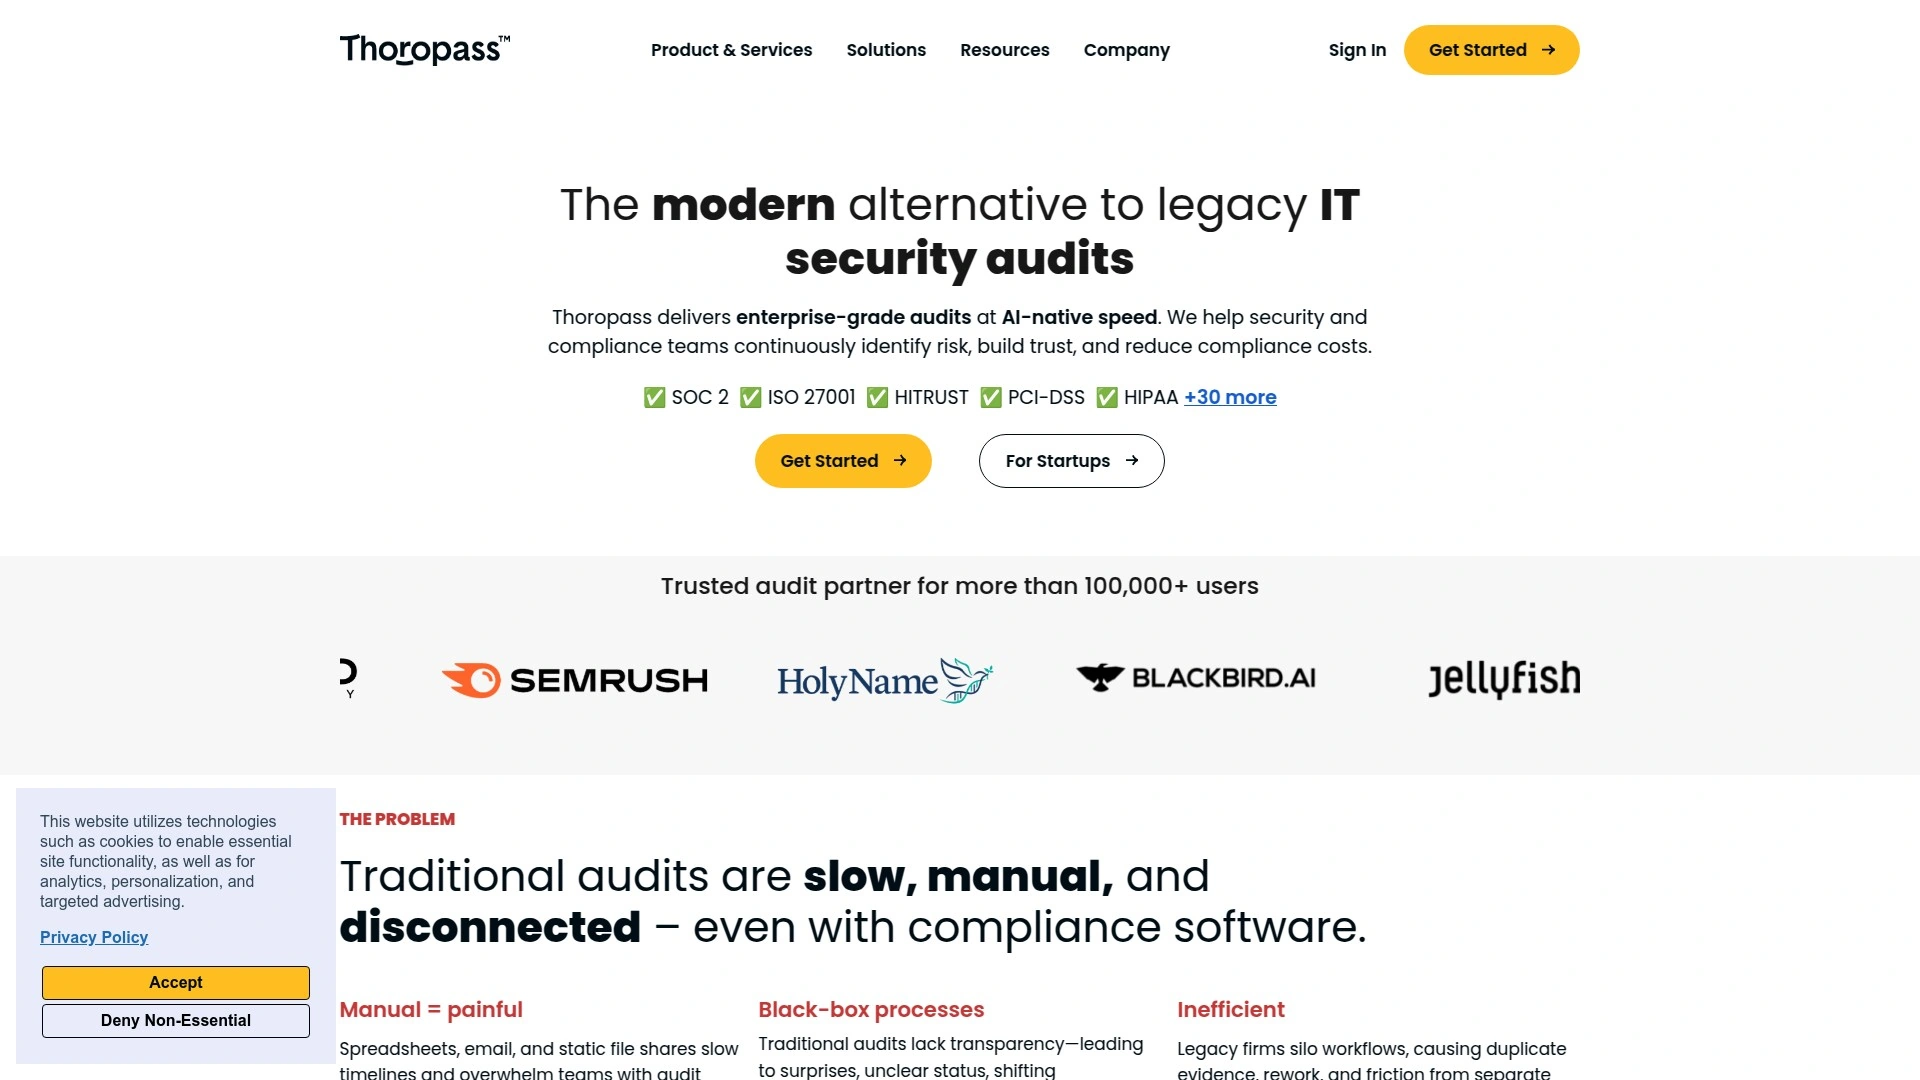 Thoropass™
Product & Services
Solutions
Resources
Company
Sign In
Get Started →
The modern alternative to legacy IT
security audits
Thoropass delivers enterprise-grade audits at AI-native speed. We help security and
compliance teams continuously identify risk, build trust, and reduce compliance costs.
✅ SOC 2 ✅ ISO 27001 ✅ HITRUST ✅ PCI-DSS ✅ HIPAA +30 more
Get Started →
For Startups →
Trusted audit partner for more than 100,000+ users
Y
SEMRUSH
HolyName
BLACKBIRD.AI
jellyfish
THE PROBLEM
Traditional audits are slow, manual, and
disconnected – even with compliance software.
Manual = painful
Spreadsheets, email, and static file shares slow
timelines and overwhelm teams with audit
Black-box processes
Traditional audits lack transparency—leading
to surprises, unclear status, shifting
Inefficient
Legacy firms silo workflows, causing duplicate
evidence, rework, and friction from separate
This website utilizes technologies
such as cookies to enable essential
site functionality, as well as for
analytics, personalization, and
targeted advertising.
Privacy Policy
Accept
Deny Non-Essential